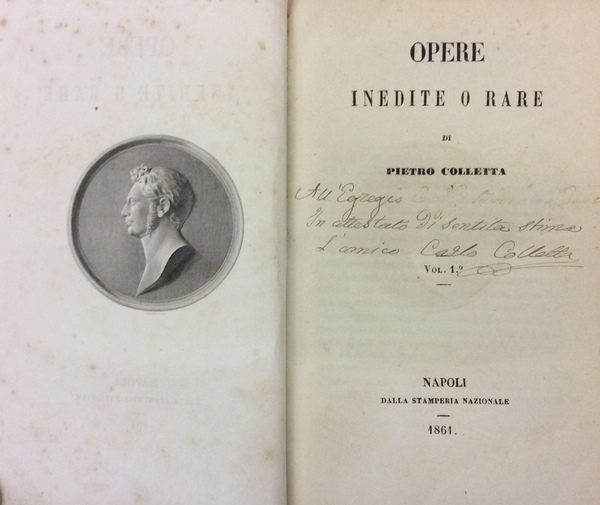 OPERE
INEDITE O RARE
DI
PIETRO COLLETTA
All'Egregio
In attestato Di sentita stima
L'amico Carlo Colletta
VOL. 1.º
NAPOLI
DALLA STAMPERIA NAZIONALE
1861.